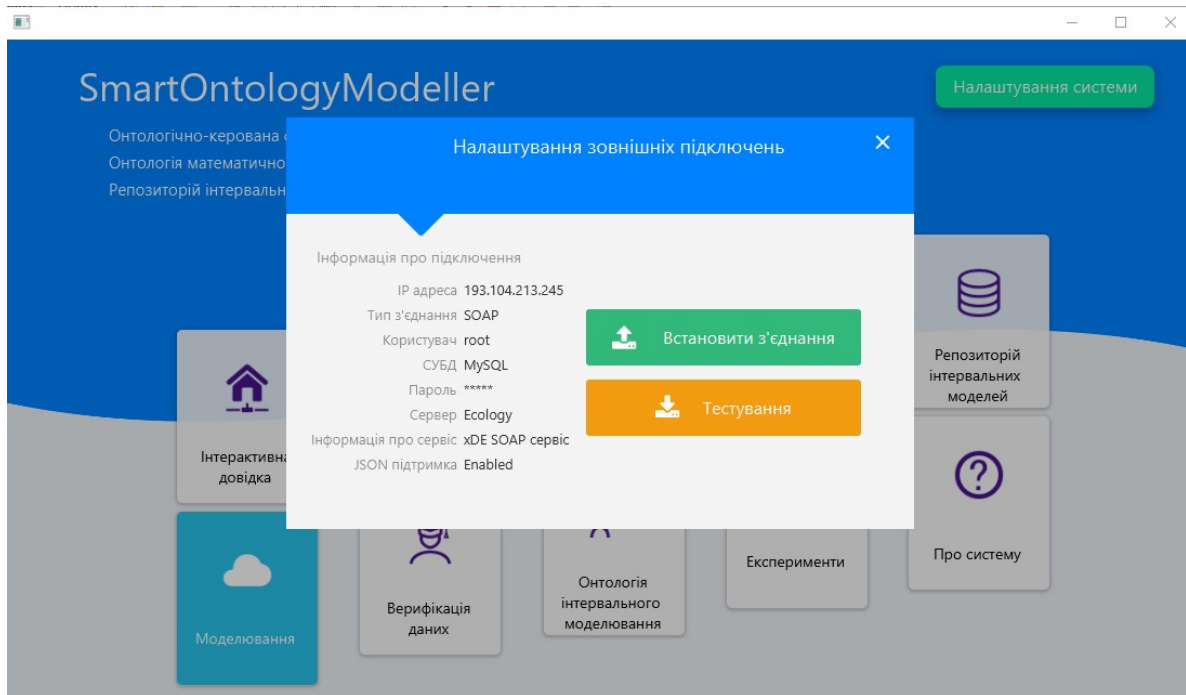 SmartOntologyModeller
Налаштування системи
Онтологічно-керована
Онтологія математично
Репозиторій інтервальн
Налаштування зовнішніх підключень
Інформація про підключення
IP адреса 193.104.213.245
Тип з'єднання SOAP
Користувач root
СУБД MySQL
Пароль *****
Сервер Ecology
Інформація про сервіс xDE SOAP сервіс
JSON підтримка Enabled
Встановити з'єднання
Тестування
Інтерактивна
довідка
Репозиторій
інтервальних
моделей
Моделювання
Верифікація
даних
Онтологія
інтервального
моделювання
Експерименти
Про систему